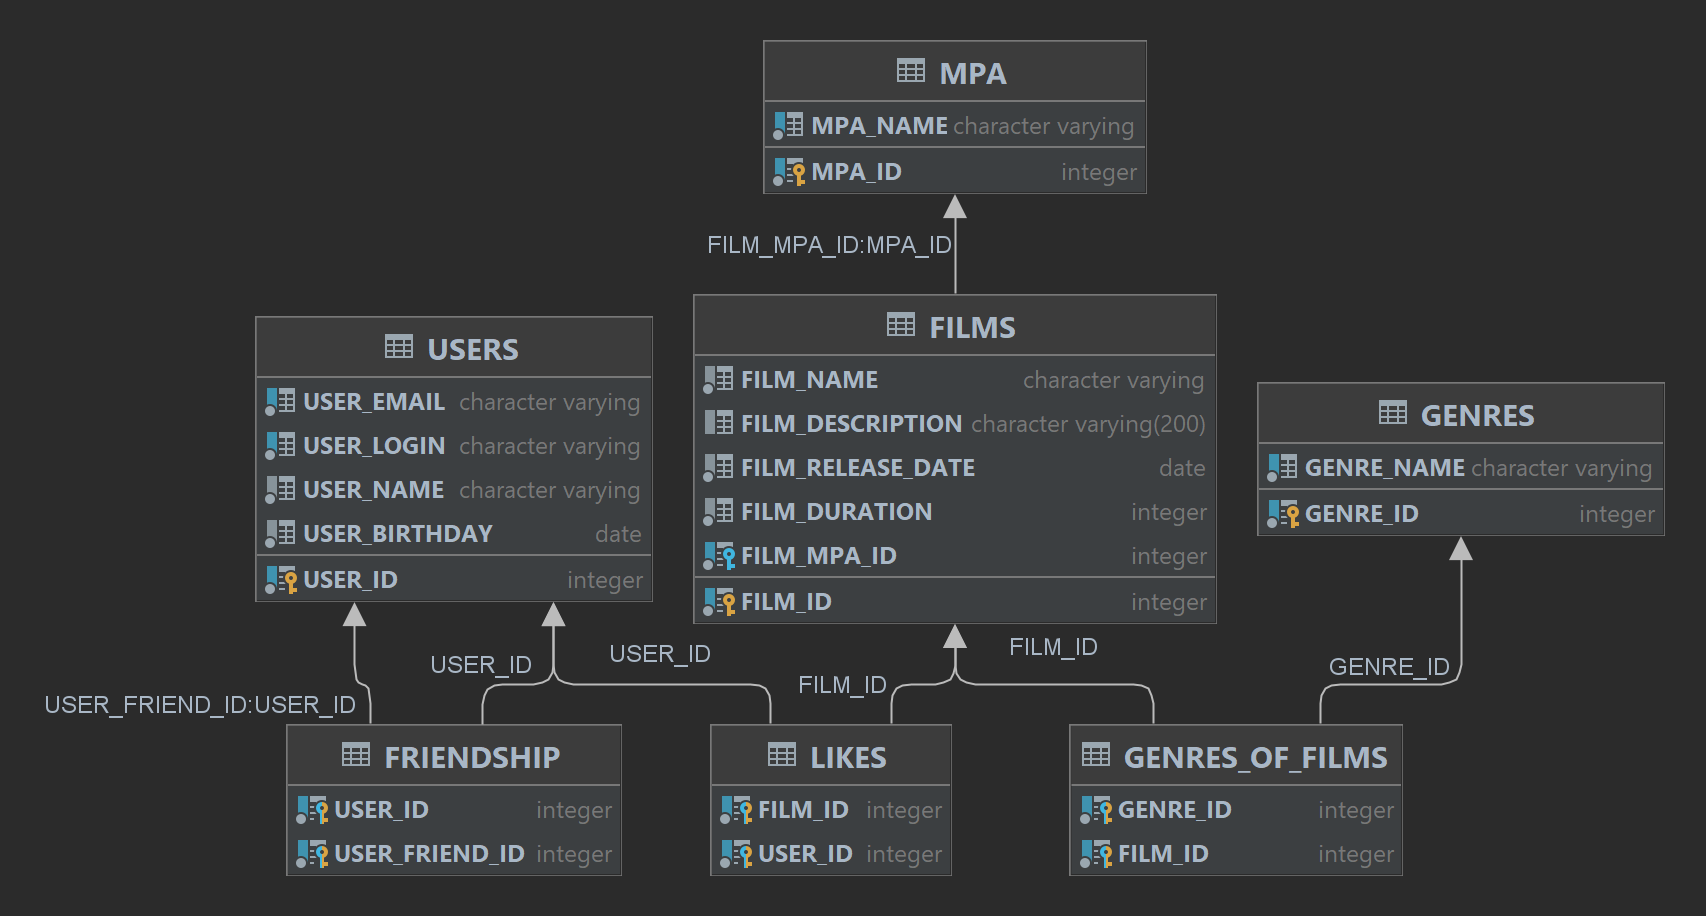 MPA
MPA_NAME character varying
MPA_ID integer
FILM_MPA_ID:MPA_ID
USERS
USER_EMAIL character varying
USER_LOGIN character varying
USER_NAME character varying
USER_BIRTHDAY date
USER_ID integer
FILMS
FILM_NAME character varying
FILM_DESCRIPTION character varying(200)
FILM_RELEASE_DATE date
FILM_DURATION integer
FILM_MPA_ID integer
FILM_ID integer
GENRES
GENRE_NAME character varying
GENRE_ID integer
USER_FRIEND_ID:USER_ID
USER_ID
USER_ID
FILM_ID
FILM_ID
GENRE_ID
FRIENDSHIP
USER_ID integer
USER_FRIEND_ID integer
LIKES
FILM_ID integer
USER_ID integer
GENRES_OF_FILMS
GENRE_ID integer
FILM_ID integer